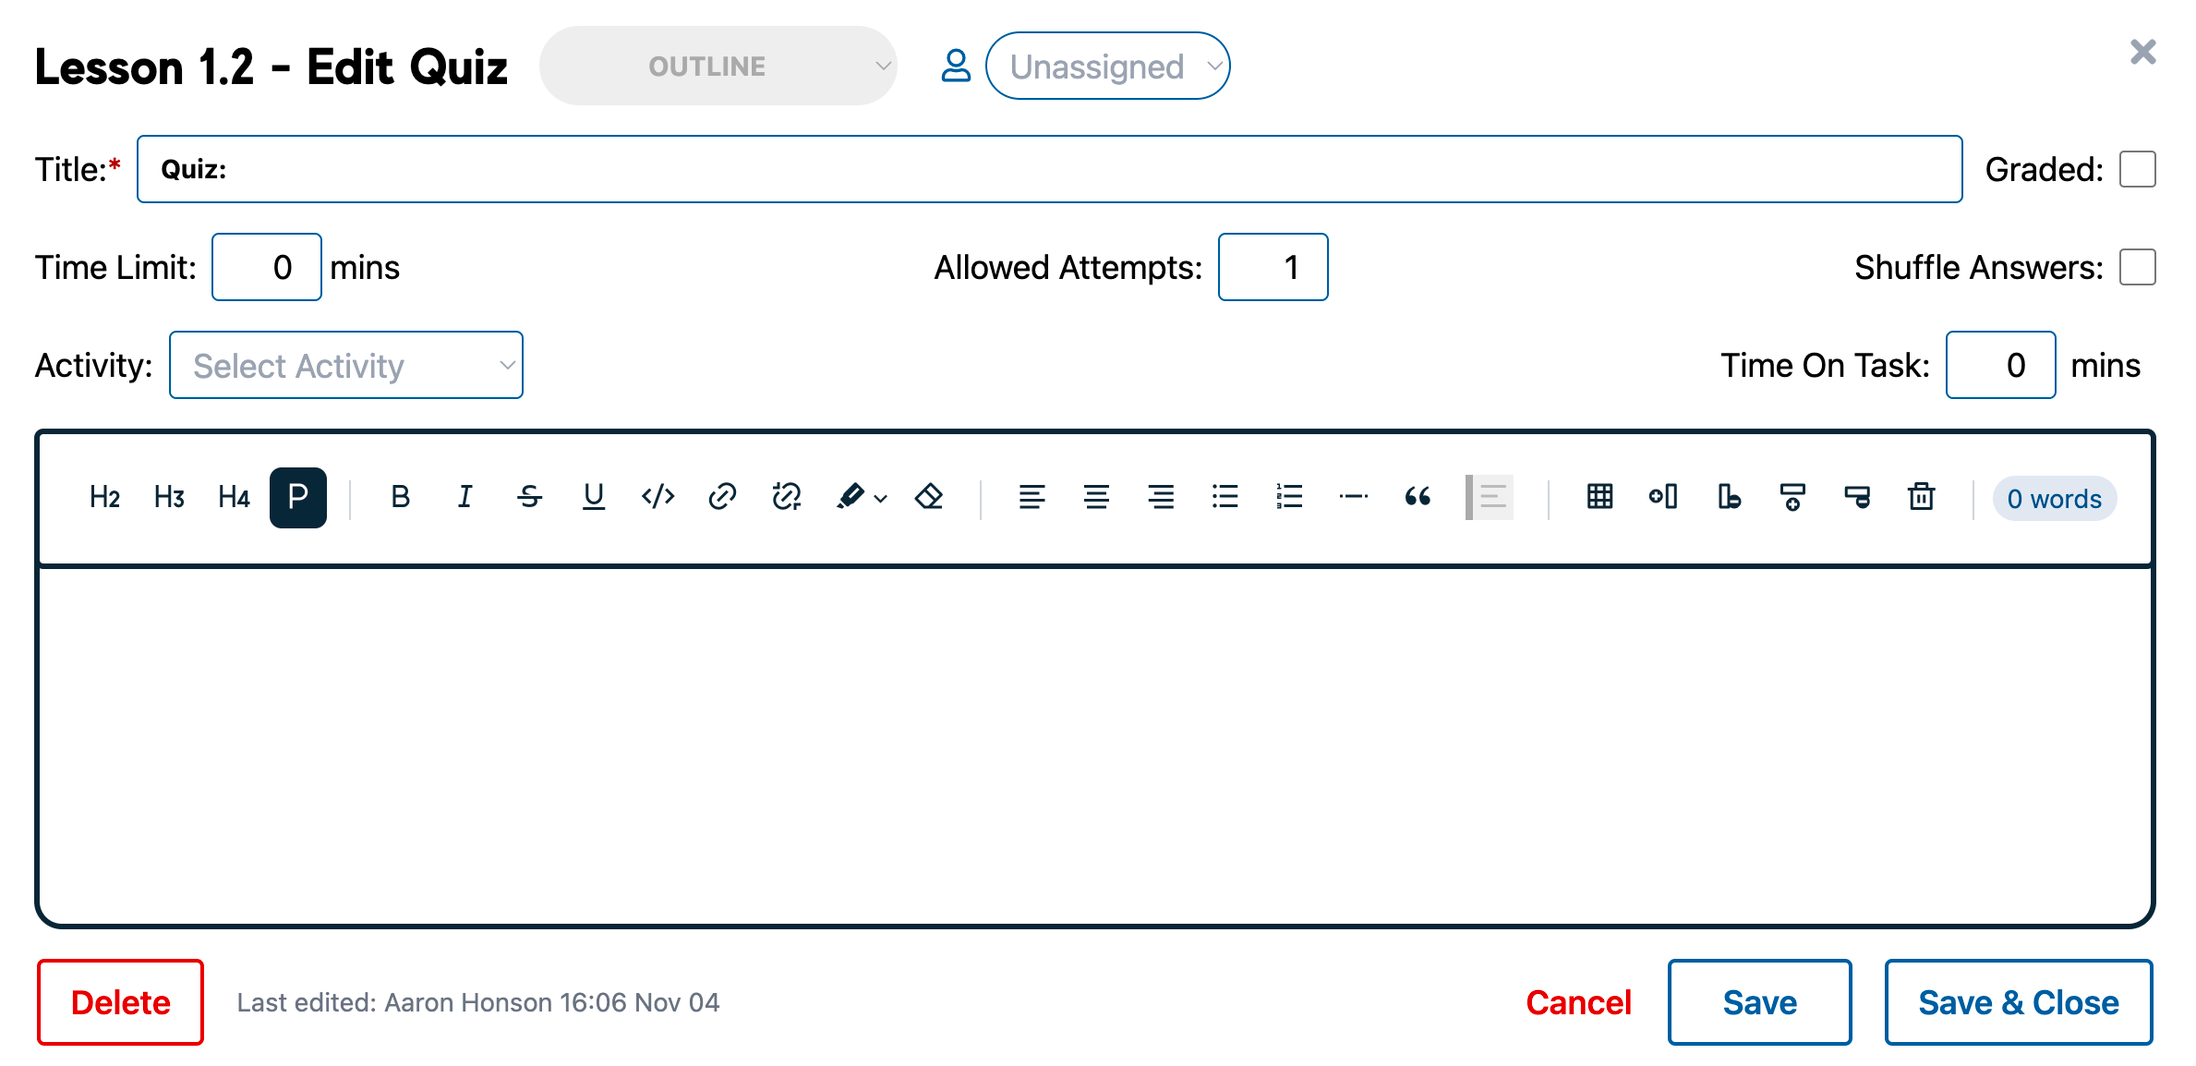 Lesson 1.2 - Edit Quiz OUTLINE Unassigned
Title:* Quiz: Graded:
Time Limit: 0 mins Allowed Attempts: 1 Shuffle Answers:
Activity: Select Activity Time On Task: 0 mins
H2 H3 H4 P B I S U </> 0 words
Delete Last edited: Aaron Honson 16:06 Nov 04 Cancel Save Save & Close